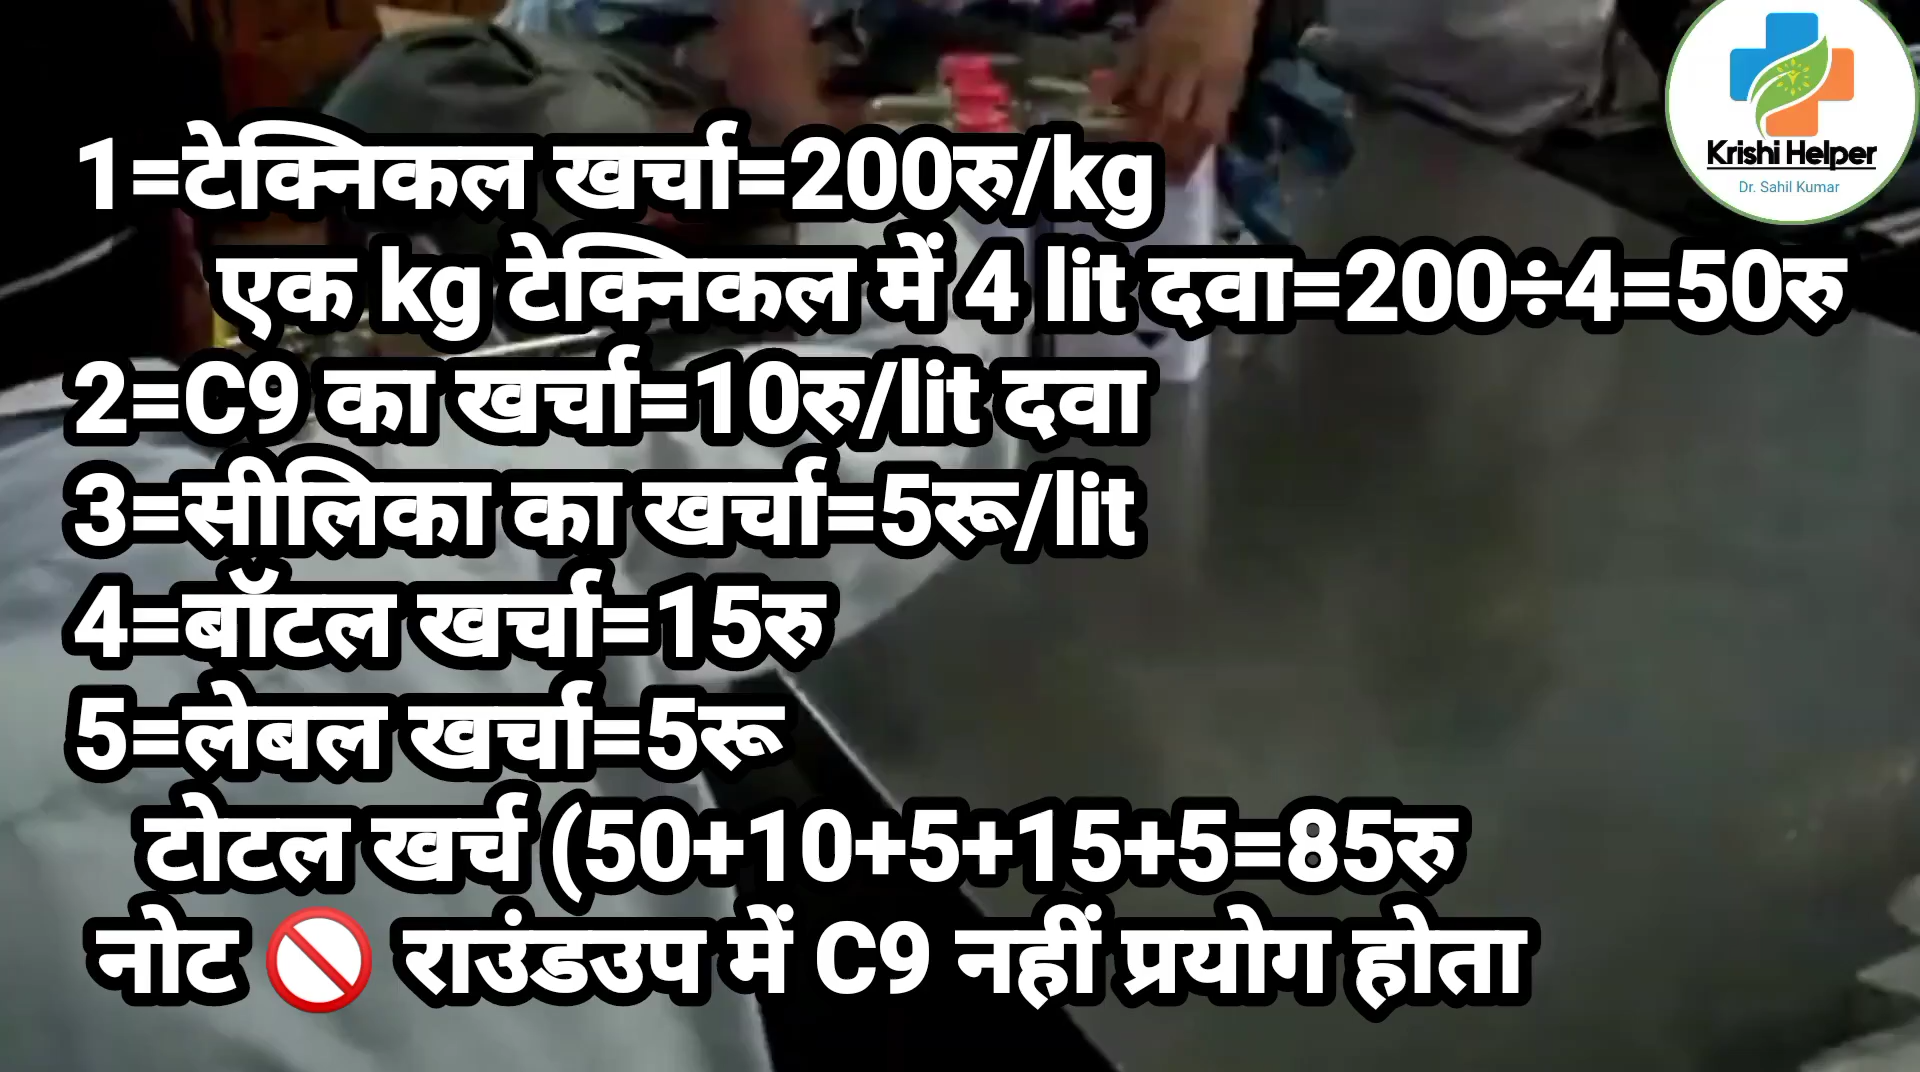 Krishi Helper
Dr. Sahil Kumar
1=टेक्निकल खर्चा=200रु/kg
एक kg टेक्निकल में 4 lit दवा=200÷4=50रु
2=C9 का खर्चा=10रु/lit दवा
3=सीलिका का खर्चा=5रू/lit
4=बॉटल खर्चा=15रु
5=लेबल खर्चा=5रू
टोटल खर्च (50+10+5+15+5=85रु
नोट 🚫 राउंडउप में C9 नहीं प्रयोग होता